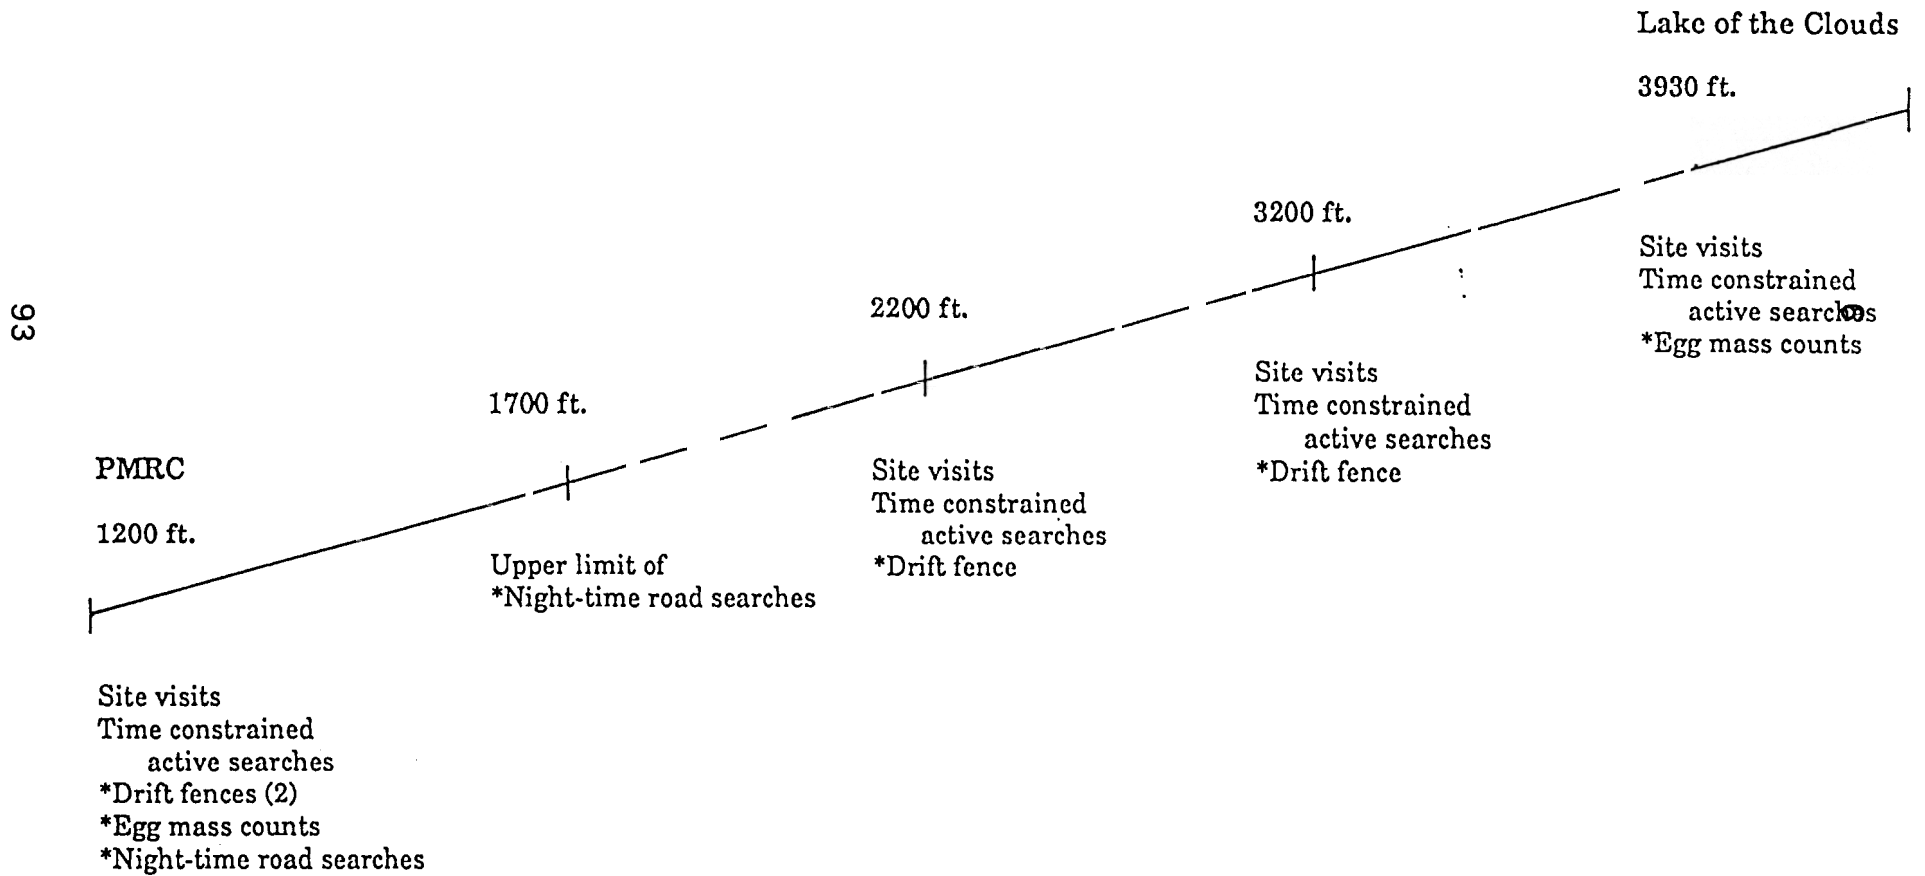 Lake of the Clouds
3930 ft.
Site visits
Time constrained
active searches
*Egg mass counts
3200 ft.
Site visits
Time constrained
active searches
*Drift fence
2200 ft.
Site visits
Time constrained
active searches
*Drift fence
1700 ft.
Upper limit of
*Night-time road searches
PMRC
1200 ft.
Site visits
Time constrained
active searches
*Drift fences (2)
*Egg mass counts
*Night-time road searches
93